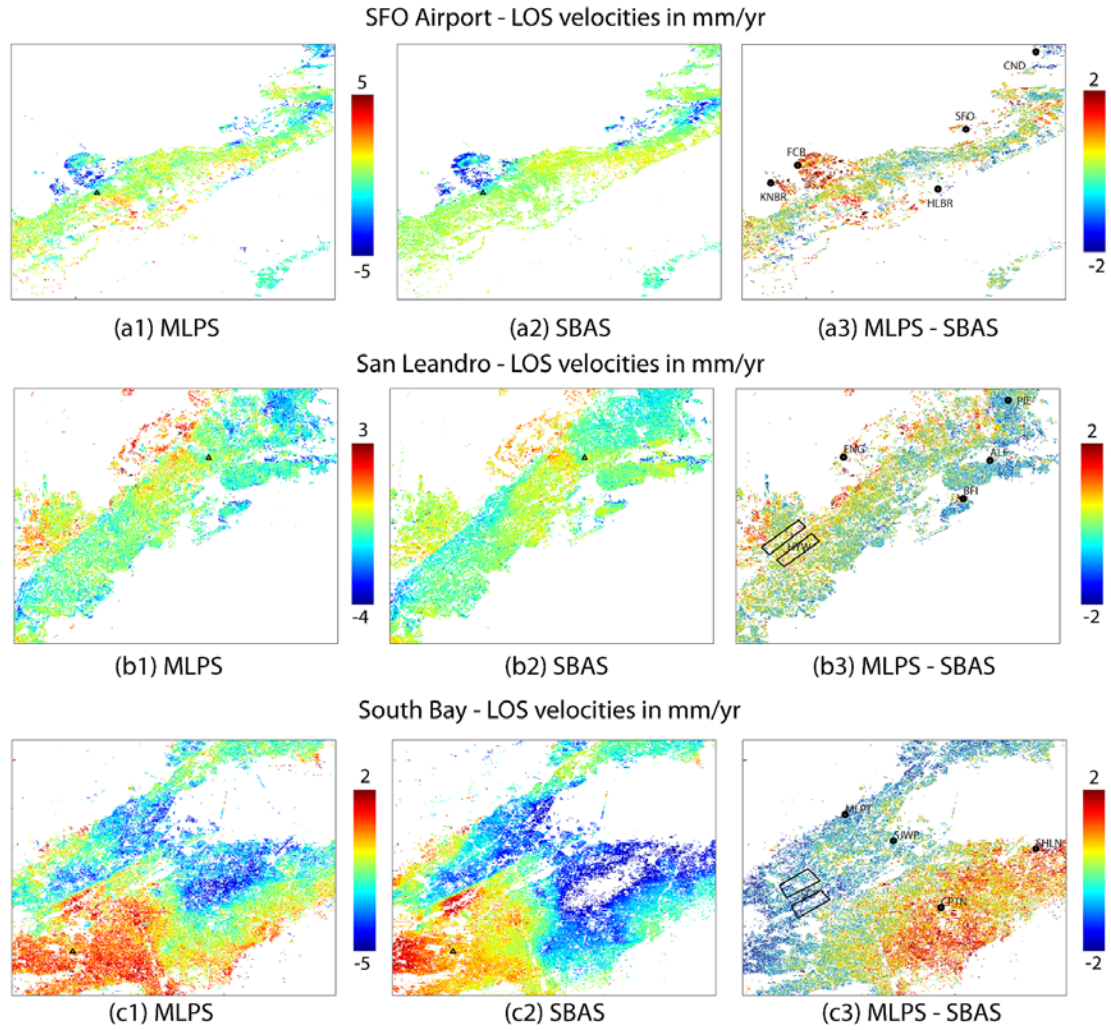 SFO Airport - LOS velocities in mm/yr
5
-5
CND
SFO
FCB
KNBR
HLBR
2
-2
(a1) MLPS
(a2) SBAS
(a3) MLPS - SBAS
San Leandro - LOS velocities in mm/yr
3
-4
PIE
ENG
ALF
BFI
HYW
2
-2
(b1) MLPS
(b2) SBAS
(b3) MLPS - SBAS
South Bay - LOS velocities in mm/yr
2
-5
MLPT
SJWP
SHLN
CPTN
2
-2
(c1) MLPS
(c2) SBAS
(c3) MLPS - SBAS